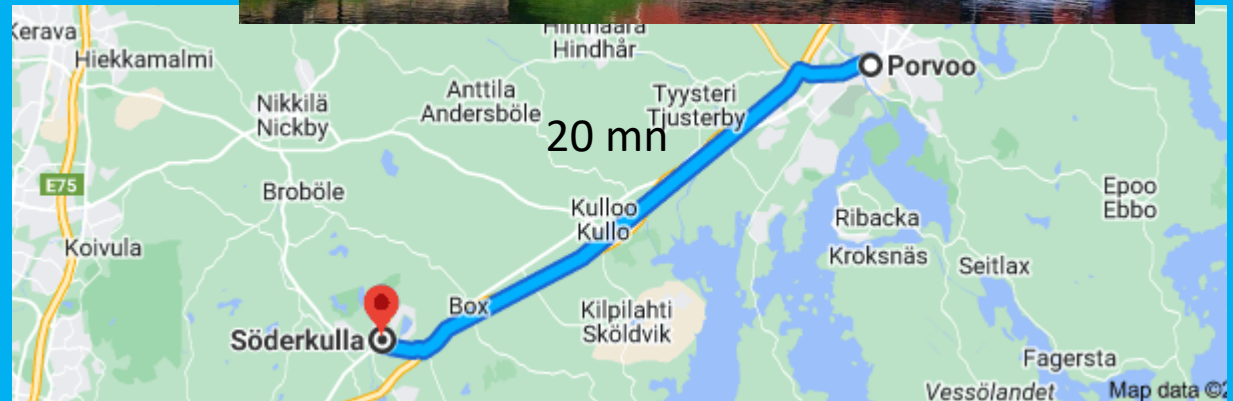 Kerava
Hiekkamalmi
Hinthaara
Hindhår
Porvoo
Nikkilä
Nickby
Anttila
Andersböle
Tyysteri
Tjusterby
20 mn
E75
Broböle
Kulloo
Kullo
Epoo
Ebbo
Ribacka
Koivula
Kroksnäs
Seitlax
Box
Kilpilahti
Sköldvik
Söderkulla
Fagersta
Vessölandet
Map data ©2